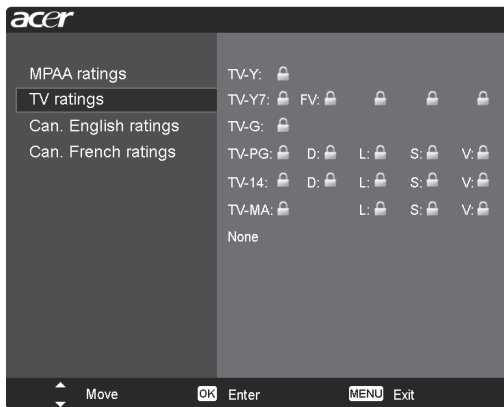 acer
MPAA ratings
TV ratings
Can. English ratings
Can. French ratings
TV-Y:
TV-Y7: FV:
TV-G:
TV-PG: D: L: S: V:
TV-14: D: L: S: V:
TV-MA: L: S: V:
None
Move OK Enter MENU Exit